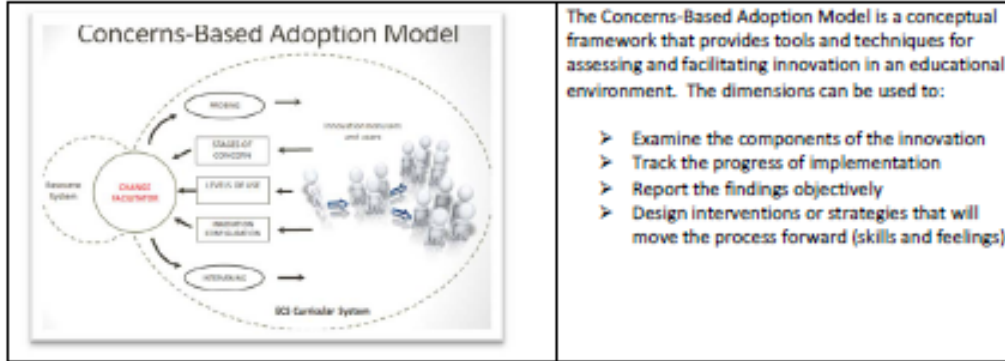 Concerns-Based Adoption Model
PROBING
Innovation nonusers
and users
STAGES OF
CONCERN
Resource
System
CHANGE
FACILITATOR
LEVELS OF USE
INNOVATION
CONFIGURATION
INTERVENING
Curricular System
The Concerns-Based Adoption Model is a conceptual
framework that provides tools and techniques for
assessing and facilitating innovation in an educational
environment. The dimensions can be used to:
➤ Examine the components of the innovation
➤ Track the progress of implementation
➤ Report the findings objectively
➤ Design interventions or strategies that will
move the process forward (skills and feelings)